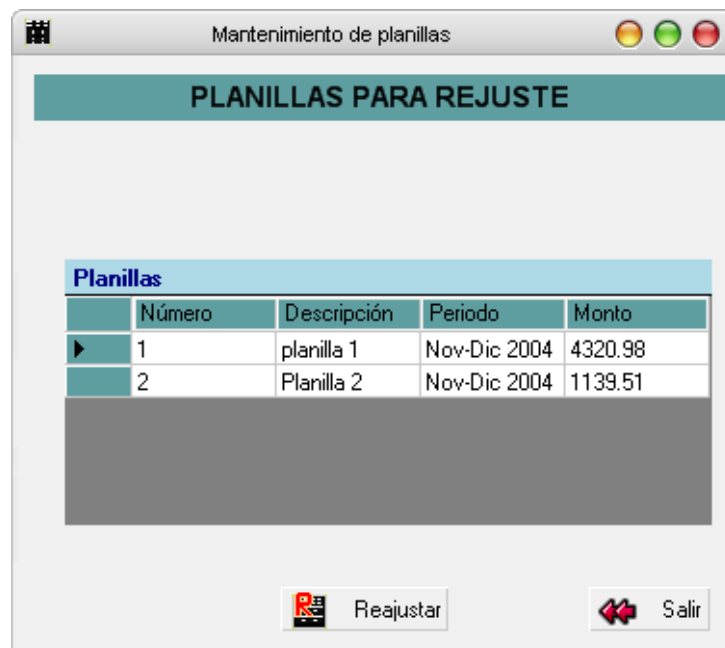 Mantenimiento de planillas
PLANILLAS PARA REJUSTE
Planillas
Número Descripción Periodo Monto
1 planilla 1 Nov-Dic 2004 4320.98
2 Planilla 2 Nov-Dic 2004 1139.51
R Reajustar Salir